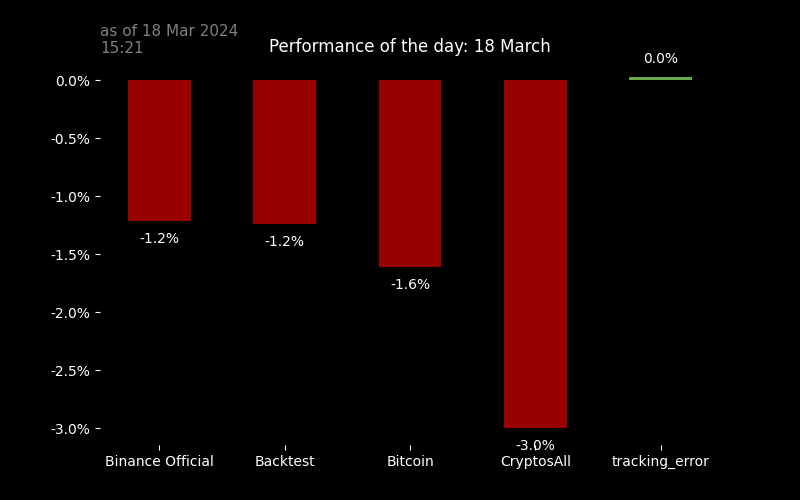 as of 18 Mar 2024
15:21
Performance of the day: 18 March
0.0%
0.0%
-0.5%
-1.0%
-1.2%
-1.2%
-1.5%
-1.6%
-2.0%
-2.5%
-3.0%
-3.0%
Binance Official
Backtest
Bitcoin
CryptosAll
tracking_error